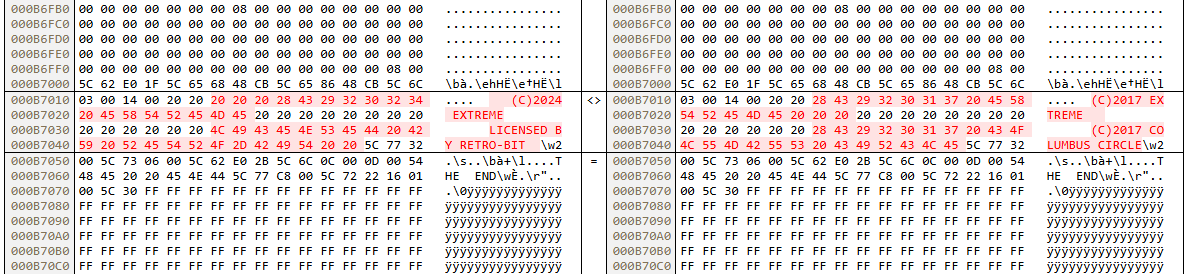 000B6FB0 00 00 00 00 00 00 00 08 00 00 00 00 00 00 00 00 ................ 000B6FB0 00 00 00 00 00 00 00 08 00 00 00 00 00 00 00 00 ................
000B6FC0 00 00 00 00 00 00 00 00 00 00 00 00 00 00 00 00 ................ 000B6FC0 00 00 00 00 00 00 00 00 00 00 00 00 00 00 00 00 ................
000B6FD0 00 00 00 00 00 00 00 00 00 00 00 00 00 00 00 00 ................ 000B6FD0 00 00 00 00 00 00 00 00 00 00 00 00 00 00 00 00 ................
000B6FE0 00 00 00 00 00 00 00 00 00 00 00 00 00 00 00 00 ................ 000B6FE0 00 00 00 00 00 00 00 00 00 00 00 00 00 00 00 00 ................
000B6FF0 00 00 00 00 00 00 00 00 00 00 00 00 00 00 08 00 ................ 000B6FF0 00 00 00 00 00 00 00 00 00 00 00 00 00 00 08 00 ................
000B7000 5C 62 E0 1F 5C 65 68 48 CB 5C 65 86 48 CB 5C 6C \bà.\ehHË\e†HË\l 000B7000 5C 62 E0 1F 5C 65 68 48 CB 5C 65 86 48 CB 5C 6C \bà.\ehHË\e†HË\l
000B7010 03 00 14 00 20 20 20 20 20 28 43 29 32 30 32 34 ....     (C)2024 <> 000B7010 03 00 14 00 20 20 28 43 29 32 30 31 37 20 45 58 ....  (C)2017 EX
000B7020 20 45 58 54 52 45 4D 45 20 20 20 20 20 20 20 20  EXTREME 000B7020 54 52 45 4D 45 20 20 20 20 20 20 20 20 20 20 20 TREME
000B7030 20 20 20 20 20 20 4C 49 43 45 4E 53 45 44 20 42       LICENSED B 000B7030 20 20 20 20 20 20 28 43 29 32 30 31 37 20 43 4F       (C)2017 CO
000B7040 59 20 52 45 54 52 4F 2D 42 49 54 20 20 5C 77 32 Y RETRO-BIT  \w2 000B7040 4C 55 4D 42 55 53 20 43 49 52 43 4C 45 5C 77 32 LUMBUS CIRCLE\w2
000B7050 00 5C 73 06 00 5C 62 E0 2B 5C 6C 0C 00 0D 00 54 .\s..\bà+\l....T = 000B7050 00 5C 73 06 00 5C 62 E0 2B 5C 6C 0C 00 0D 00 54 .\s..\bà+\l....T
000B7060 48 45 20 20 45 4E 44 5C 77 C8 00 5C 72 22 16 01 HE  END\wÈ.\r".. 000B7060 48 45 20 20 45 4E 44 5C 77 C8 00 5C 72 22 16 01 HE  END\wÈ.\r"..
000B7070 00 5C 30 FF FF FF FF FF FF FF FF FF FF FF FF FF .\0ÿÿÿÿÿÿÿÿÿÿÿÿÿ 000B7070 00 5C 30 FF FF FF FF FF FF FF FF FF FF FF FF FF .\0ÿÿÿÿÿÿÿÿÿÿÿÿÿ
000B7080 FF FF FF FF FF FF FF FF FF FF FF FF FF FF FF FF ÿÿÿÿÿÿÿÿÿÿÿÿÿÿÿÿ 000B7080 FF FF FF FF FF FF FF FF FF FF FF FF FF FF FF FF ÿÿÿÿÿÿÿÿÿÿÿÿÿÿÿÿ
000B7090 FF FF FF FF FF FF FF FF FF FF FF FF FF FF FF FF ÿÿÿÿÿÿÿÿÿÿÿÿÿÿÿÿ 000B7090 FF FF FF FF FF FF FF FF FF FF FF FF FF FF FF FF ÿÿÿÿÿÿÿÿÿÿÿÿÿÿÿÿ
000B70A0 FF FF FF FF FF FF FF FF FF FF FF FF FF FF FF FF ÿÿÿÿÿÿÿÿÿÿÿÿÿÿÿÿ 000B70A0 FF FF FF FF FF FF FF FF FF FF FF FF FF FF FF FF ÿÿÿÿÿÿÿÿÿÿÿÿÿÿÿÿ
000B70B0 FF FF FF FF FF FF FF FF FF FF FF FF FF FF FF FF ÿÿÿÿÿÿÿÿÿÿÿÿÿÿÿÿ 000B70B0 FF FF FF FF FF FF FF FF FF FF FF FF FF FF FF FF ÿÿÿÿÿÿÿÿÿÿÿÿÿÿÿÿ
000B70C0 FF FF FF FF FF FF FF FF FF FF FF FF FF FF FF FF ÿÿÿÿÿÿÿÿÿÿÿÿÿÿÿÿ 000B70C0 FF FF FF FF FF FF FF FF FF FF FF FF FF FF FF FF ÿÿÿÿÿÿÿÿÿÿÿÿÿÿÿÿ